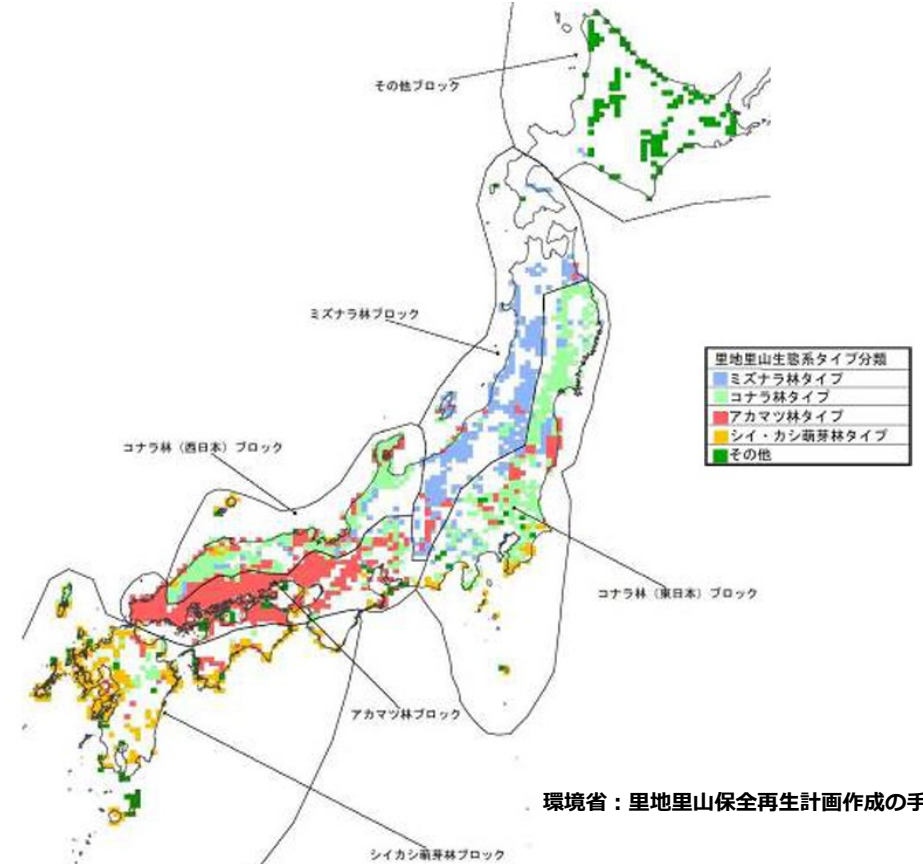 その他ブロック
ミズナラ林ブロック
里地里山生態系タイプ分類
ミズナラ林タイプ
コナラ林タイプ
アカマツ林タイプ
シイ・カシ萌芽林タイプ
その他
コナラ林（西日本）ブロック
コナラ林（東日本）ブロック
アカマツ林ブロック
環境省：里地里山保全再生計画作成の手
シイカシ萌芽林ブロック